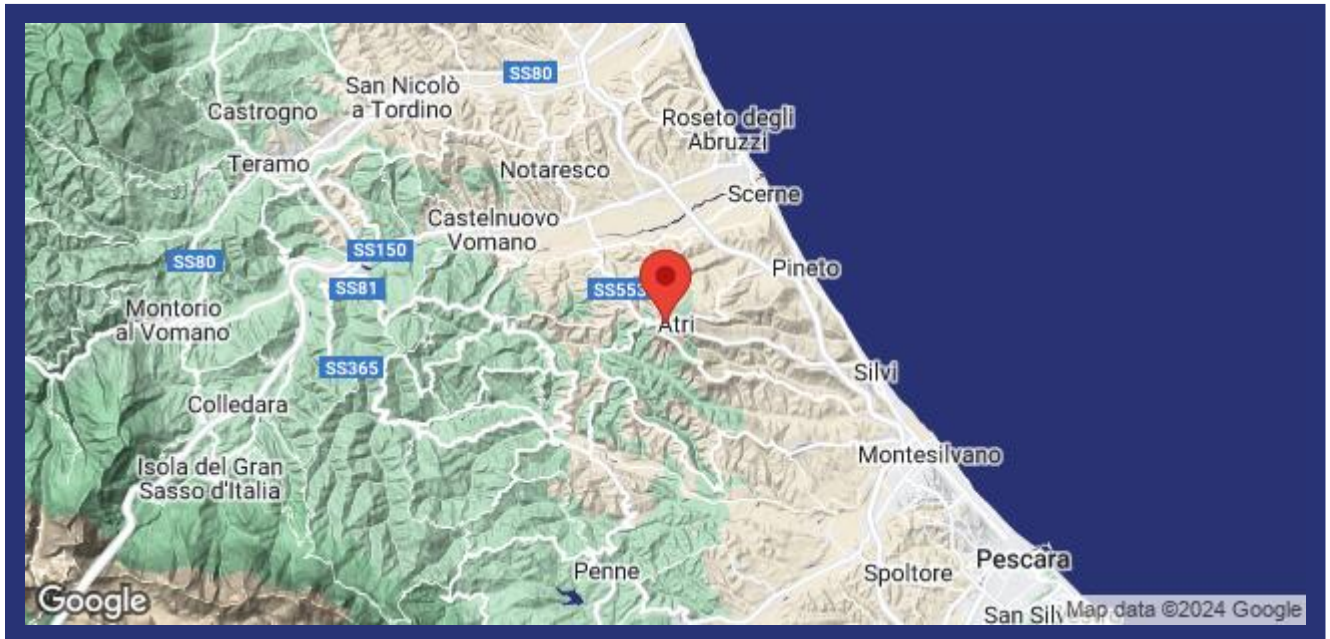 SS80
San Nicolò
a Tordino
Castrogno
Roseto degli
Abruzzi
Teramo
Notaresco
Scerne
Castelnuovo
Vomano
SS150
SS80
Pineto
SS81
SS553
Montorio
al Vomano
Atri
SS365
Silvi
Colledara
Montesilvano
Isola del Gran
Sasso d'Italia
Pescara
Penne
Spoltore
Google
San
Map data ©2024 Google